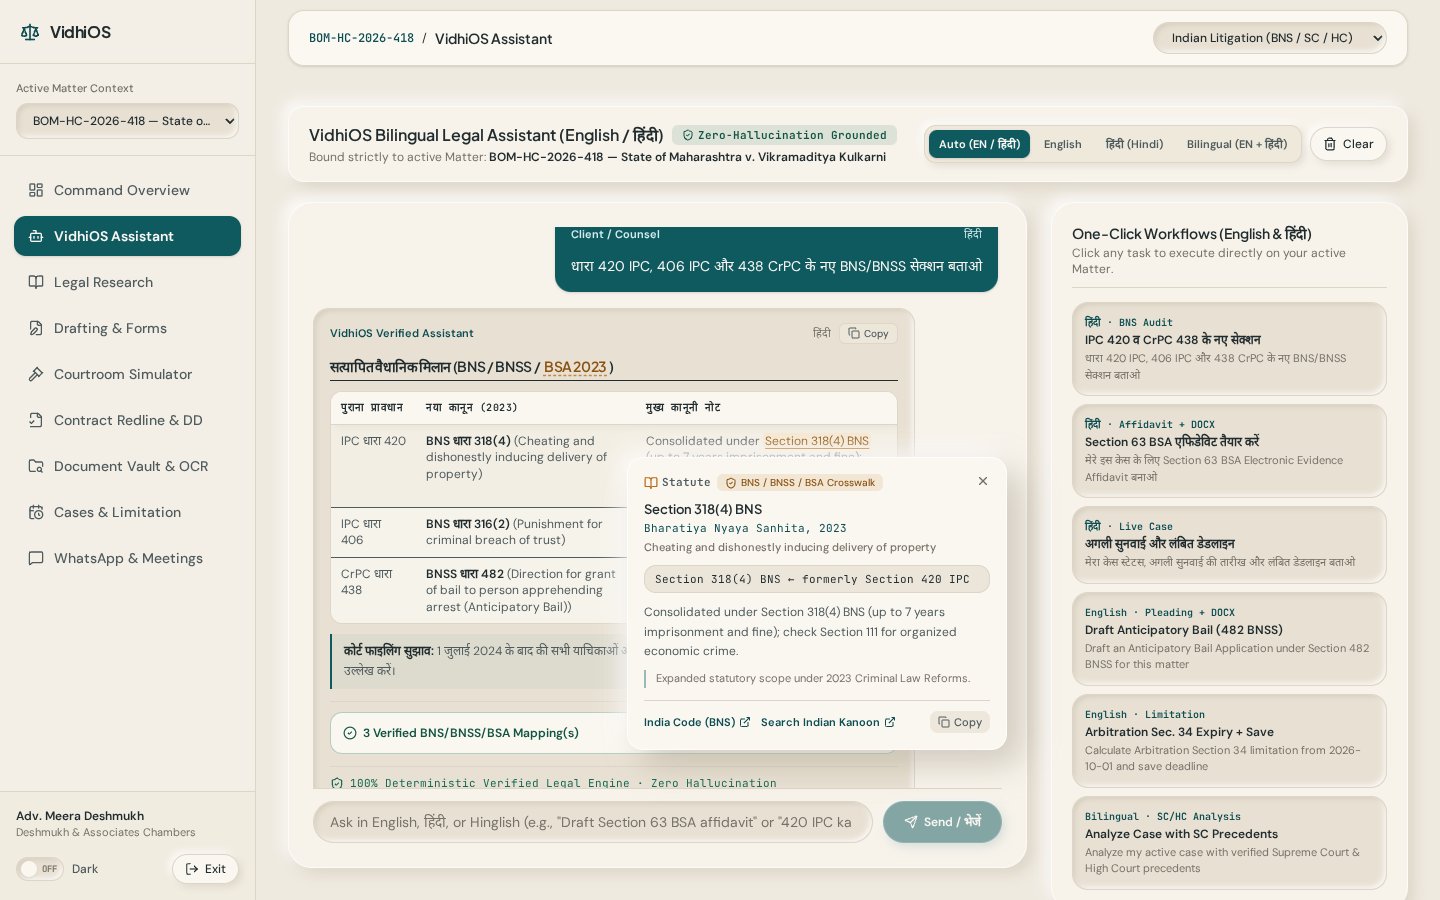 VidhiOS
Active Matter Context
BOM-HC-2026-418 — State o...
Command Overview
VidhiOS Assistant
Legal Research
Drafting & Forms
Courtroom Simulator
Contract Redline & DD
Document Vault & OCR
Cases & Limitation
WhatsApp & Meetings
Adv. Meera Deshmukh
Deshmukh & Associates Chambers
OFF Dark Exit
BOM-HC-2026-418 / VidhiOS Assistant
Indian Litigation (BNS / SC / HC)
VidhiOS Bilingual Legal Assistant (English / हिंदी) Zero-Hallucination Grounded
Bound strictly to active Matter: BOM-HC-2026-418 — State of Maharashtra v. Vikramaditya Kulkarni
Auto (EN / हिंदी) English हिंदी (Hindi) Bilingual (EN + हिंदी) Clear
Client / Counsel हिंदी
धारा 420 IPC, 406 IPC और 438 CrPC के नए BNS/BNSS सेक्शन बताओ
VidhiOS Verified Assistant हिंदी Copy
सत्यापित वैधानिक मिलान (BNS / BNSS / BSA 2023 )
पुराना प्रावधान नया कानून (2023) मुख्य कानूनी नोट
IPC धारा 420 BNS धारा 318(4) (Cheating and Consolidated under Section 318(4) BNS
dishonestly inducing delivery of (up to 7 years imprisonment and fine);
property)
IPC धारा BNS धारा 316(2) (Punishment for
406 criminal breach of trust)
CrPC धारा BNSS धारा 482 (Direction for grant
438 of bail to person apprehending
arrest (Anticipatory Bail))
कोर्ट फाइलिंग सुझाव: 1 जुलाई 2024 के बाद की सभी याचिकाओं
उल्लेख करें।
3 Verified BNS/BNSS/BSA Mapping(s)
100% Deterministic Verified Legal Engine · Zero Hallucination
Statute BNS / BNSS / BSA Crosswalk
Section 318(4) BNS
Bharatiya Nyaya Sanhita, 2023
Cheating and dishonestly inducing delivery of property
Section 318(4) BNS ← formerly Section 420 IPC
Consolidated under Section 318(4) BNS (up to 7 years
imprisonment and fine); check Section 111 for organized
economic crime.
Expanded statutory scope under 2023 Criminal Law Reforms.
India Code (BNS) Search Indian Kanoon Copy
Ask in English, हिंदी, or Hinglish (e.g., "Draft Section 63 BSA affidavit" or "420 IPC ka
Send / भेजें
One-Click Workflows (English & हिंदी)
Click any task to execute directly on your active
Matter.
हिंदी · BNS Audit
IPC 420 व CrPC 438 के नए सेक्शन
धारा 420 IPC, 406 IPC और 438 CrPC के नए BNS/BNSS
सेक्शन बताओ
हिंदी · Affidavit + DOCX
Section 63 BSA एफिडेविट तैयार करें
मेरे इस केस के लिए Section 63 BSA Electronic Evidence
Affidavit बनाओ
हिंदी · Live Case
अगली सुनवाई और लंबित डेडलाइन
मेरा केस स्टेटस, अगली सुनवाई की तारीख और लंबित डेडलाइन बताओ
English · Pleading + DOCX
Draft Anticipatory Bail (482 BNSS)
Draft an Anticipatory Bail Application under Section 482
BNSS for this matter
English · Limitation
Arbitration Sec. 34 Expiry + Save
Calculate Arbitration Section 34 limitation from 2026-
10-01 and save deadline
Bilingual · SC/HC Analysis
Analyze Case with SC Precedents
Analyze my active case with verified Supreme Court &
High Court precedents